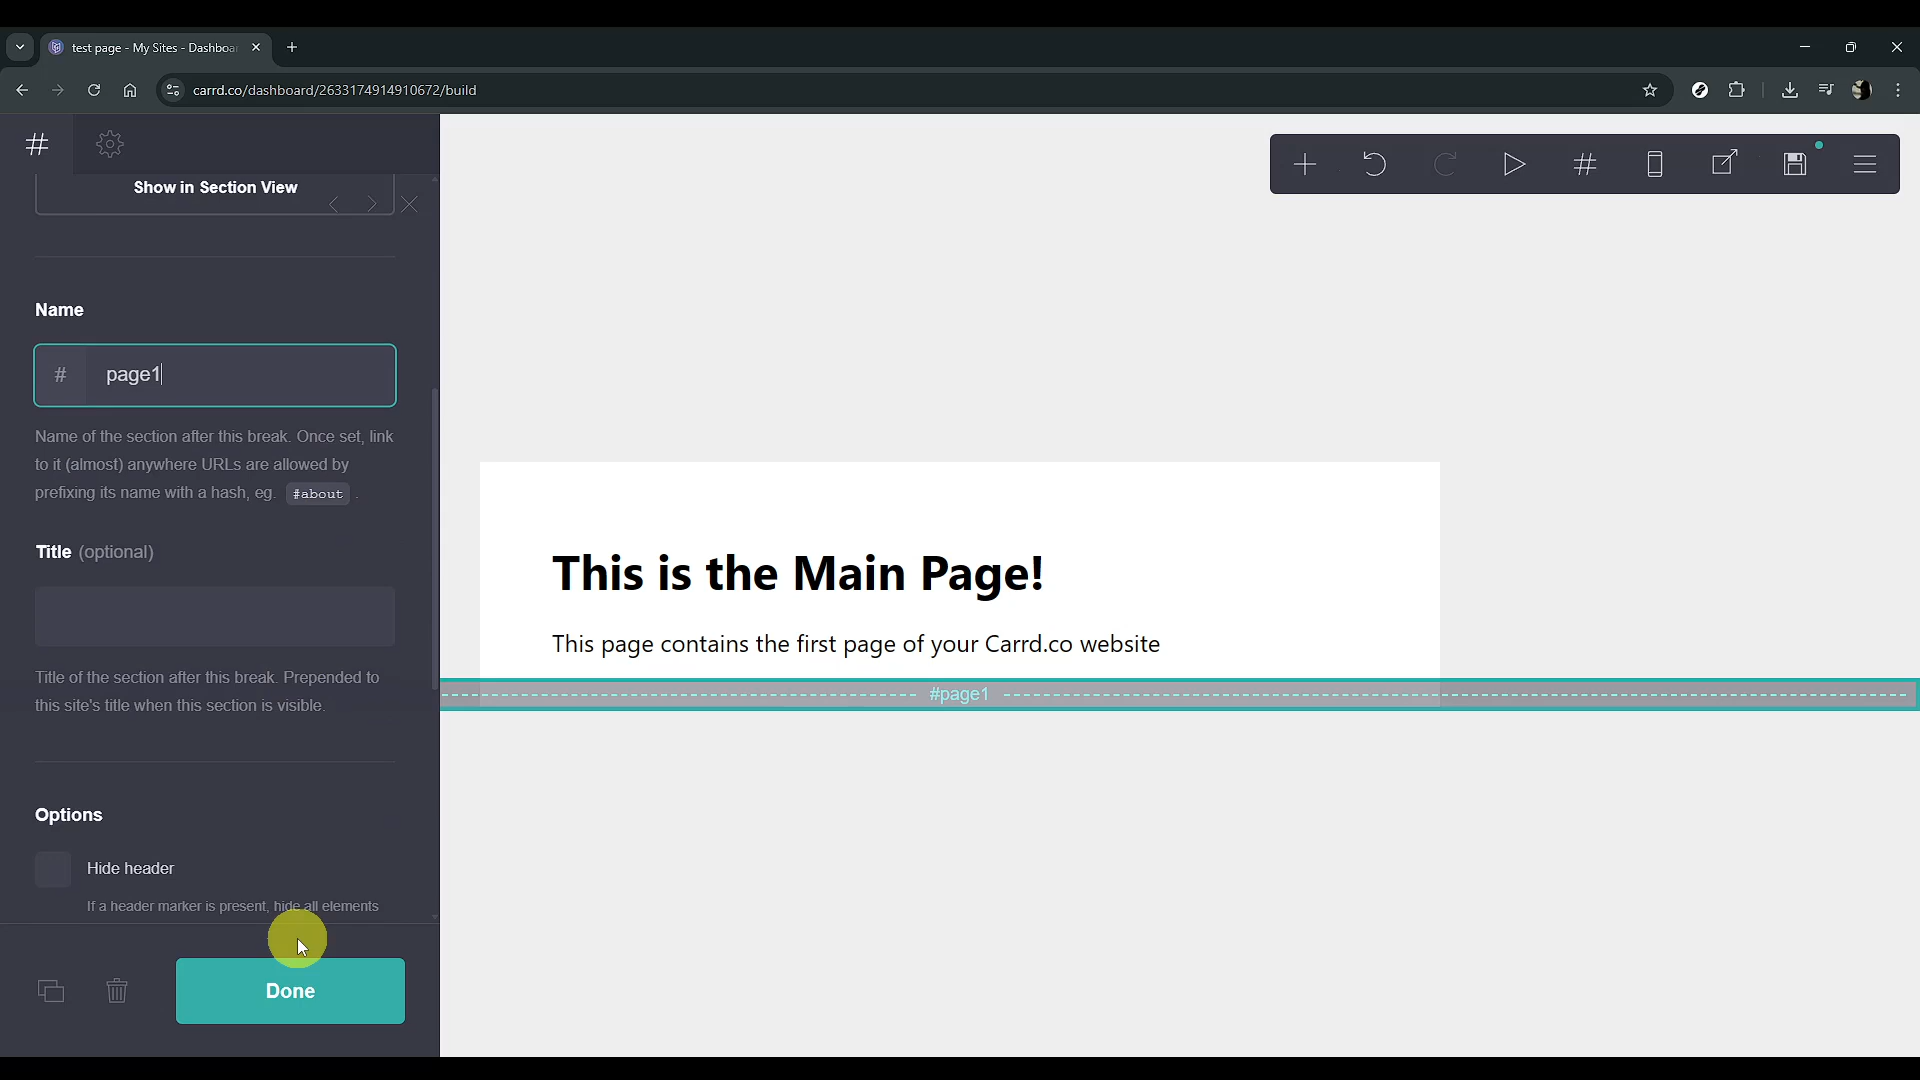 test page - My Sites - Dashboa
carrd.co/dashboard/2633174914910672/build
Show in Section View
Name
# page1
Name of the section after this break. Once set, link
to it (almost) anywhere URLs are allowed by
prefixing its name with a hash, eg. #about .
Title (optional)
Title of the section after this break. Prepended to
this site's title when this section is visible.
Options
Hide header
If a header marker is present, hide all elements
Done
This is the Main Page!
This page contains the first page of your Carrd.co website
#page1